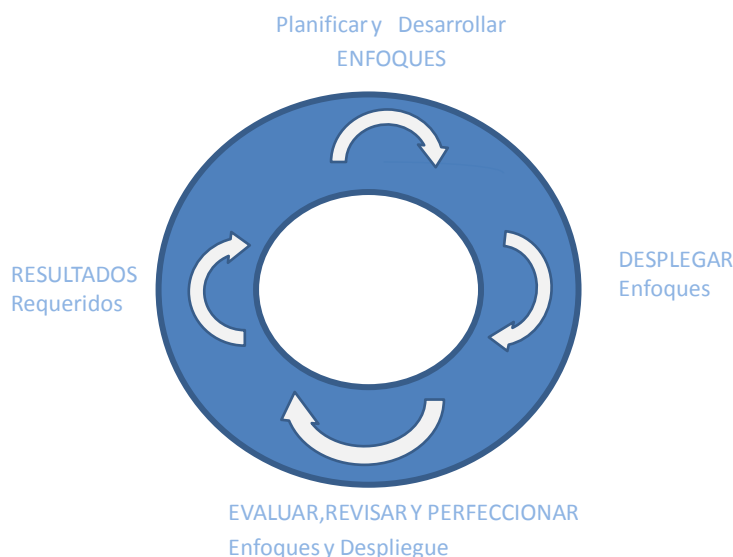 Planificar y Desarrollar
ENFOQUES
DESPLEGAR
Enfoques
RESULTADOS
Requeridos
EVALUAR,REVISAR Y PERFECCIONAR
Enfoques y Despliegue